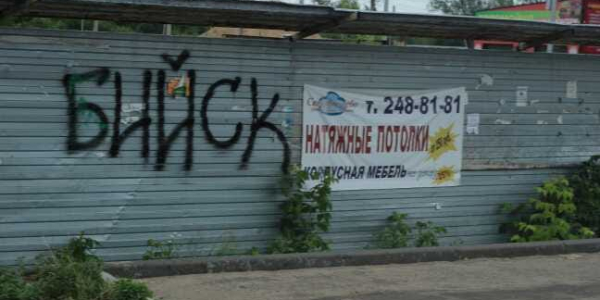 БИЙСК
т. 248-81-81
НАТЯЖНЫЕ ПОТОЛКИ
КОРПУСНАЯ МЕБЕЛЬ